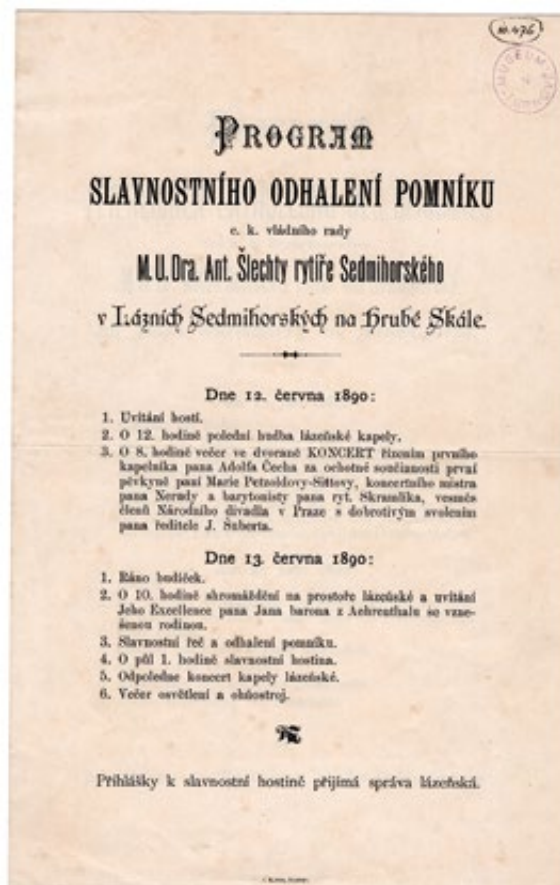 w.476
MUSEUM
PROGRAM
SLAVNOSTNÍHO ODHALENÍ POMNÍKU
c. k. vládního rady
M. U. Dra. Ant. Šlechty rytíře Sedmihorského
v Lázních Sedmihorských na Hrubé Skále.
Dne 12. června 1890:
1. Uvítání hostí.
2. O 12. hodině polední hudba lázeňské kapely.
3. O 8. hodině večer ve dvoraně KONCERT řízením prvního
kapelníka pana Adolfa Čecha za ochotné součinnosti první
pěvkyně paní Marie Petzoldovy-Sittovy, koncertního mistra
pana Nerudy a barytonisty pana ryt. Skramlíka, vesměs
členů Národního divadla v Praze s dobrotivým svolením
pana ředitele J. Šuberta.
Dne 13. června 1890:
1. Ráno budíček.
2. O 10. hodině shromáždění na prostoře lázeňské a uvítání
Jeho Excellence pana Jana barona z Aehrenthalu se vzne-
šenou rodinou.
3. Slavnostní řeč a odhalení pomníku.
4. O půl 1. hodině slavnostní hostina.
5. Odpoledne koncert kapely lázeňské.
6. Večer osvětlení a ohňostroj.
Přihlášky k slavnostní hostině přijímá správa lázeňská.